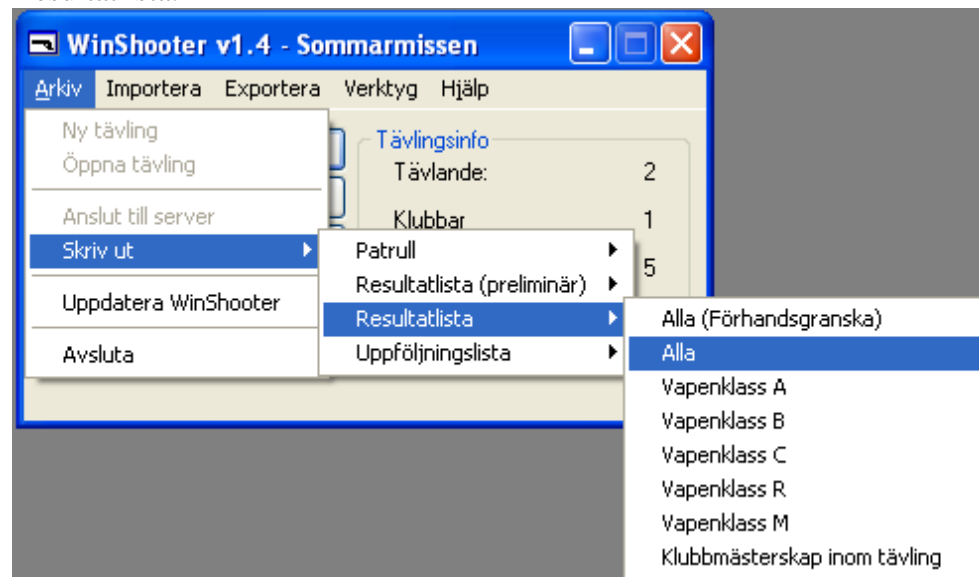 WinShooter v1.4 - Sommarmissen
Arkiv Importera Exportera Verktyg Hjälp
Ny tävling
Öppna tävling
Anslut till server
Skriv ut
Uppdatera WinShooter
Avsluta
Tävlingsinfo
Tävlande: 2
Klubbar 1
5
Patrull
Resultatlista (preliminär)
Resultatlista
Uppföljningslista
Alla (Förhandsgranska)
Alla
Vapenklass A
Vapenklass B
Vapenklass C
Vapenklass R
Vapenklass M
Klubbmästerskap inom tävling